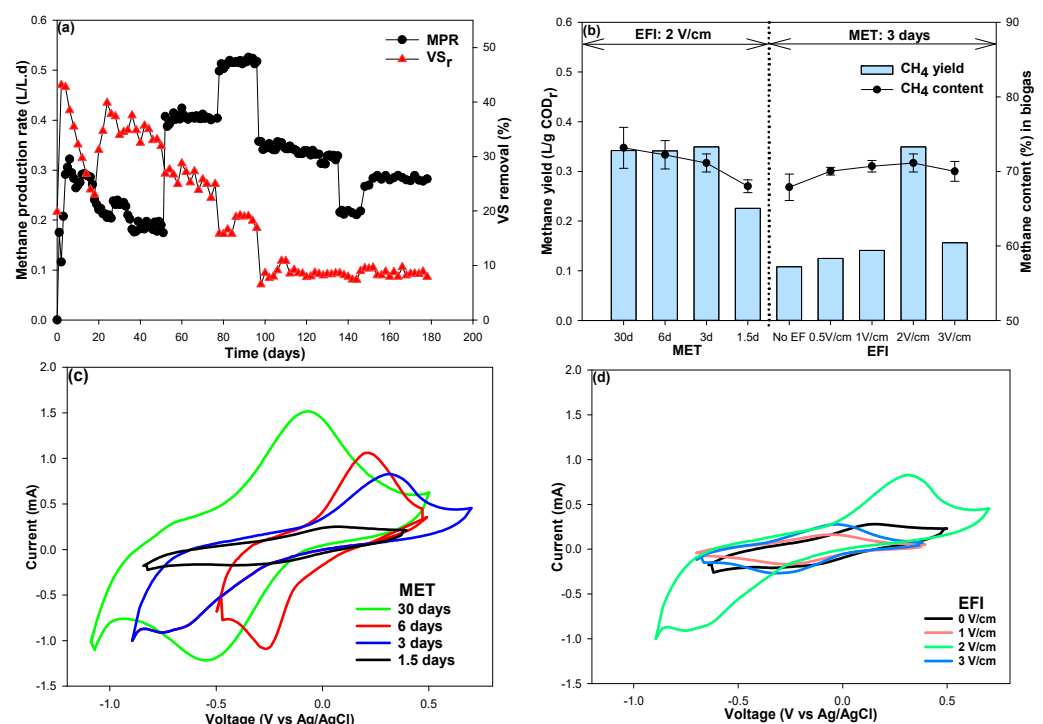 (a)
MPR
VSr
Methane production rate (L/L.d)
0.6
0.5
0.4
0.3
0.2
0.1
0.0
VS removal (%)
50
40
30
20
10
0
0 20 40 60 80 100 120 140 160 180 200
Time (days)
(b)
EFI: 2 V/cm
MET: 3 days
CH4 yield
CH4 content
Methane yield (L/g CODr)
0.6
0.5
0.4
0.3
0.2
0.1
0.0
Methane content (%) in biogas
90
80
70
60
50
30d 6d 3d 1.5d No EF 0.5V/cm 1V/cm 2V/cm 3V/cm
MET EFI
(c)
Current (mA)
2.0
1.5
1.0
0.5
0.0
-0.5
-1.0
-1.5
MET
30 days
6 days
3 days
1.5 days
-1.0 -0.5 0.0 0.5
Voltage (V vs Ag/AgCl)
(d)
Current (mA)
2.0
1.5
1.0
0.5
0.0
-0.5
-1.0
-1.5
EFI
0 V/cm
1 V/cm
2 V/cm
3 V/cm
-1.0 -0.5 0.0 0.5
Voltage (V vs Ag/AgCl)